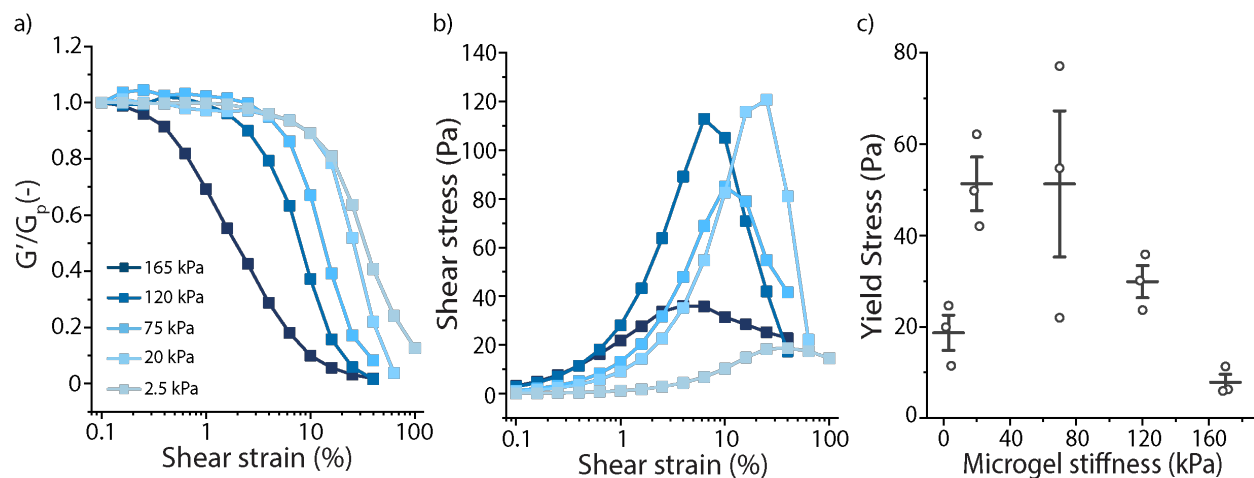 a)
1.2
1.0
0.8
0.6
0.4
0.2
0
G′/Gp(-)
165 kPa
120 kPa
75 kPa
20 kPa
2.5 kPa
0.1
1
10
100
Shear strain (%)
b)
140
120
100
80
60
40
20
0
Shear stress (Pa)
0.1
1
10
100
Shear strain (%)
c)
80
60
40
20
0
Yield Stress (Pa)
0
40
80
120
160
Microgel stiffness (kPa)